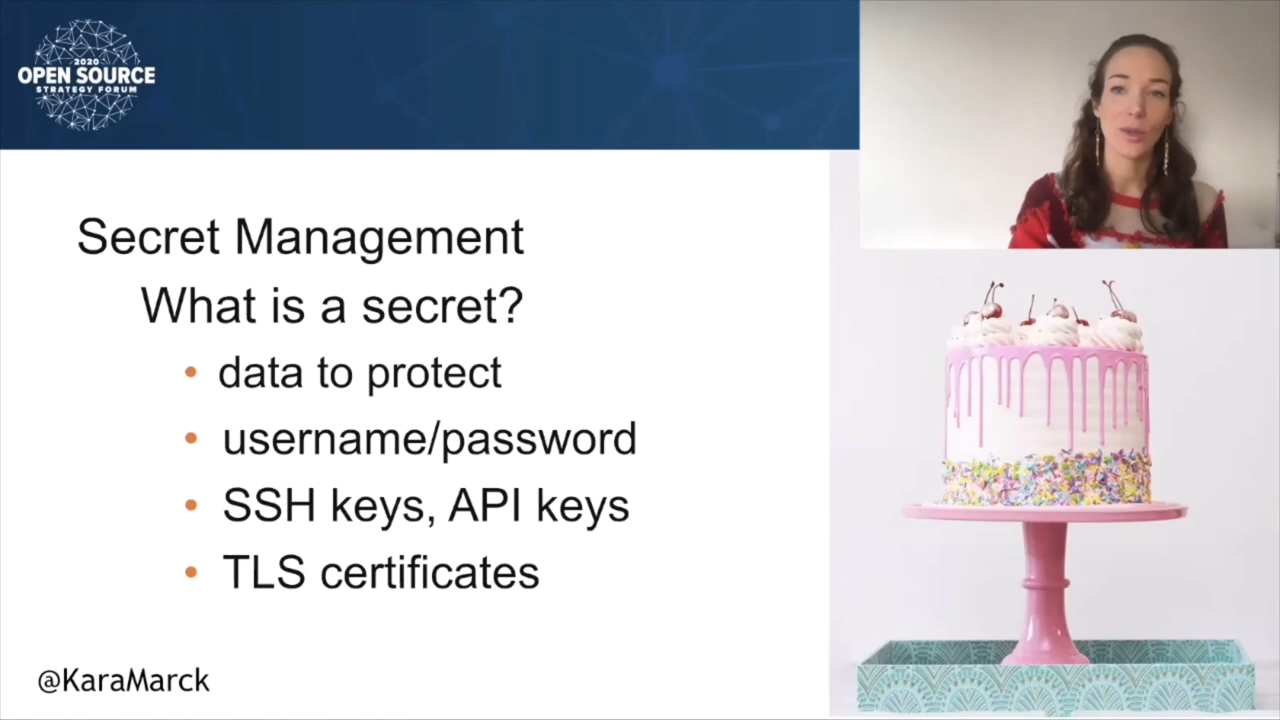 2020
OPEN SOURCE
STRATEGY FORUM
Secret Management
What is a secret?
• data to protect
• username/password
• SSH keys, API keys
• TLS certificates
@KaraMarck